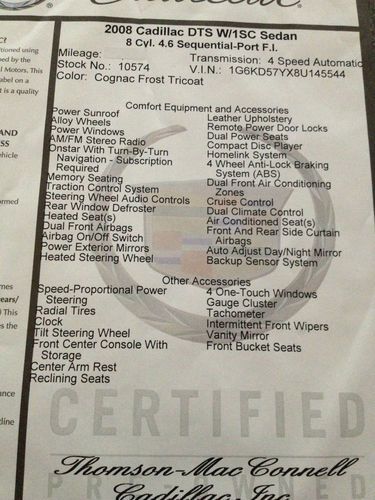 Cadillac
2008 Cadillac DTS W/1SC Sedan
8 Cyl. 4.6 Sequential-Port F.I.
Mileage: Transmission: 4 Speed Automatic
Stock No.: 10574 V.I.N.: 1G6KD57YX8U145544
Color: Cognac Frost Tricoat
Comfort Equipment and Accessories
Power Sunroof
Alloy Wheels
Power Windows
AM/FM Stereo Radio
Onstar With Turn-By-Turn
Navigation - Subscription
Required
Memory Seating
Traction Control System
Steering Wheel Audio Controls
Rear Window Defroster
Heated Seat(s)
Dual Front Airbags
Airbag On/Off Switch
Power Exterior Mirrors
Heated Steering Wheel
Leather Upholstery
Remote Power Door Locks
Dual Power Seats
Compact Disc Player
Homelink System
4 Wheel Anti-Lock Braking
System (ABS)
Dual Front Air Conditioning
Zones
Cruise Control
Dual Climate Control
Air Conditioned Seat(s)
Front And Rear Side Curtain
Airbags
Auto Adjust Day/Night Mirror
Backup Sensor System
Other Accessories
Speed-Proportional Power
Steering
Radial Tires
Clock
Tilt Steering Wheel
Front Center Console With
Storage
Center Arm Rest
Reclining Seats
4 One-Touch Windows
Gauge Cluster
Tachometer
Intermittent Front Wipers
Vanity Mirror
Front Bucket Seats
CERTIFIED
PRE-OWNED
Thomson-MacConnell
Cadillac Inc